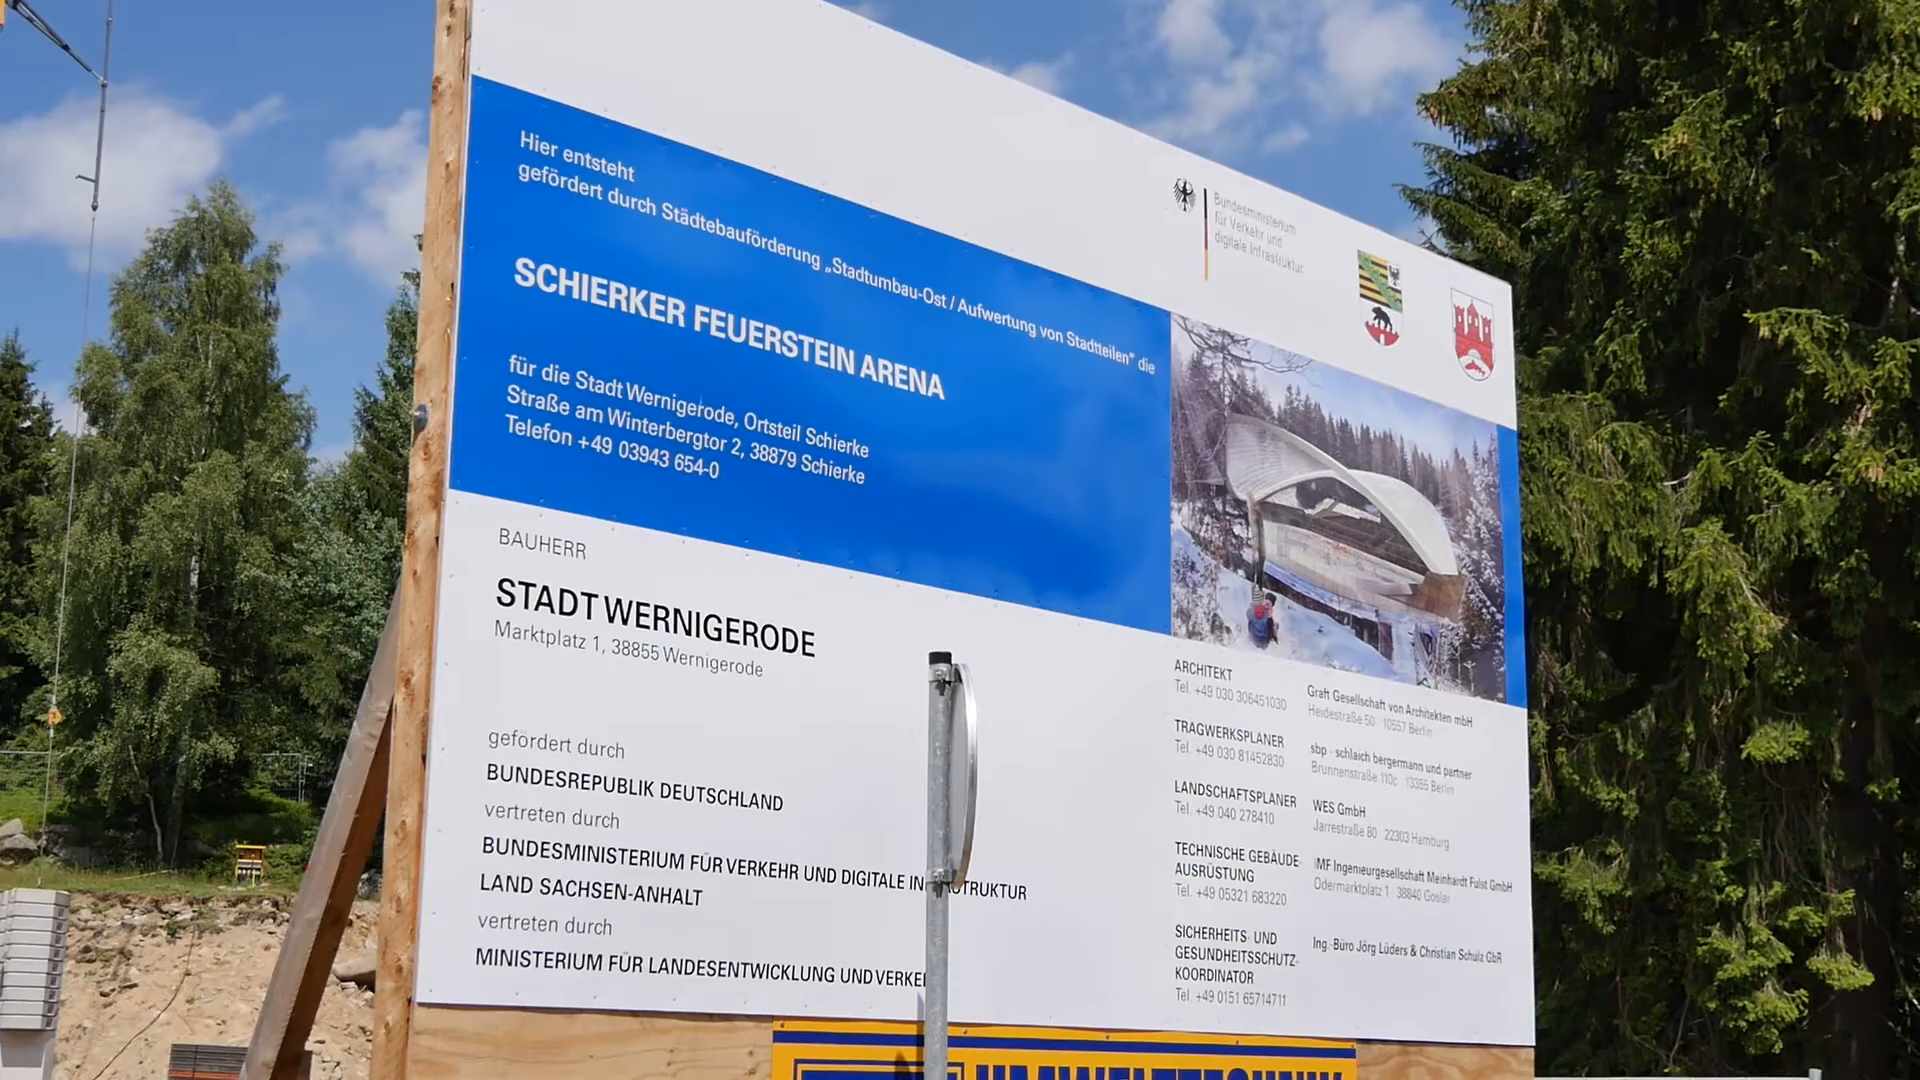 Bundesministerium
für Verkehr und
digitale Infrastruktur
Hier entsteht
gefördert durch Städtebauförderung „Stadtumbau-Ost / Aufwertung von Stadtteilen" die
SCHIERKER FEUERSTEIN ARENA
für die Stadt Wernigerode, Ortsteil Schierke
Straße am Winterbergtor 2, 38879 Schierke
Telefon +49 03943 654-0
BAUHERR
STADT WERNIGERODE
Marktplatz 1, 38855 Wernigerode
gefördert durch
BUNDESREPUBLIK DEUTSCHLAND
vertreten durch
BUNDESMINISTERIUM FÜR VERKEHR UND DIGITALE INFRASTRUKTUR
LAND SACHSEN-ANHALT
vertreten durch
MINISTERIUM FÜR LANDESENTWICKLUNG UND VERKEHR
ARCHITEKT
Tel. +49 030 306451030
Graft Gesellschaft von Architekten mbH
Heidestraße 50 · 10557 Berlin
TRAGWERKSPLANER
Tel. +49 030 81452830
sbp · schlaich bergermann und partner
Brunnenstraße 110c · 13355 Berlin
LANDSCHAFTSPLANER
Tel. +49 040 278410
WES GmbH
Jarrestraße 80 · 22303 Hamburg
TECHNISCHE GEBÄUDE-
AUSRÜSTUNG
Tel. +49 05321 683220
IMF Ingenieurgesellschaft Meinhardt Fulst GmbH
Odermarktplatz 1 · 38640 Goslar
SICHERHEITS- UND
GESUNDHEITSSCHUTZ-
KOORDINATOR
Tel. +49 0151 65714711
Ing.-Büro Jörg Lüders & Christian Schulz GbR
UMWELTTECHNIK